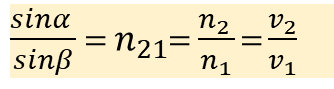 sinα/sinβ = n₂₁ = n₂/n₁ = v₂/v₁